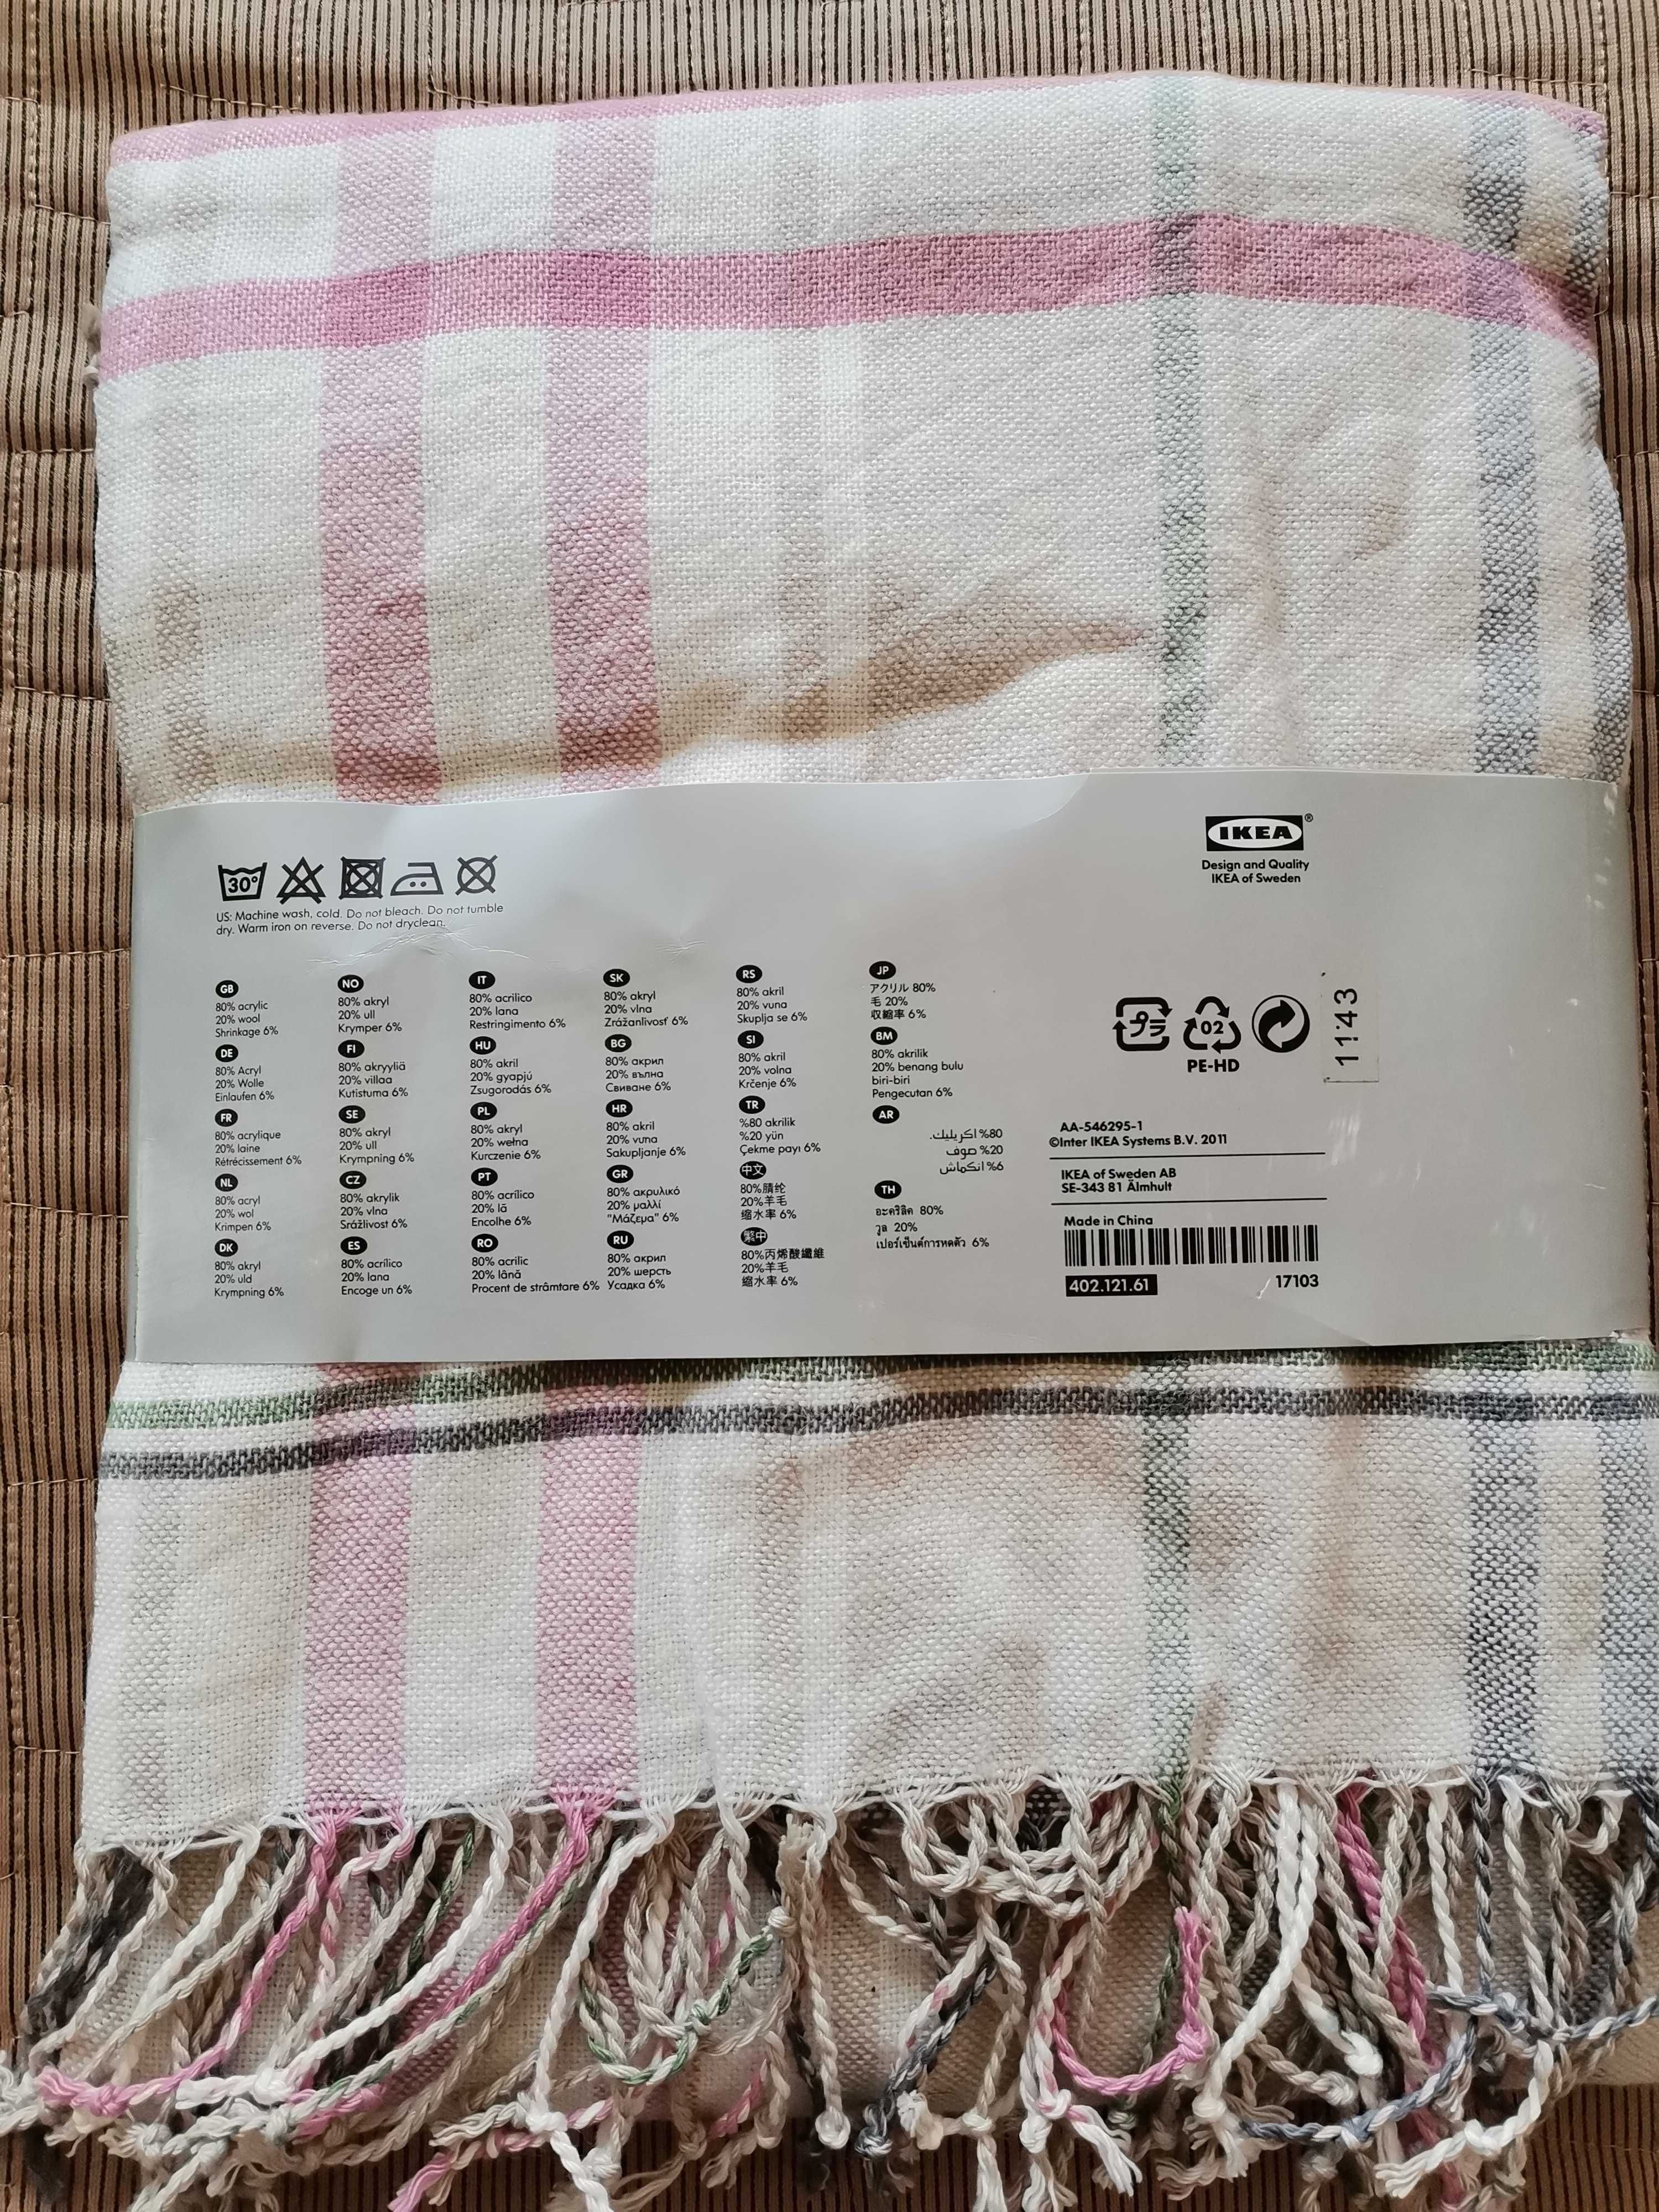 IKEA®
Design and Quality
IKEA of Sweden
30°
US: Machine wash, cold. Do not bleach. Do not tumble
dry. Warm iron on reverse. Do not dryclean.
GB
80% acrylic
20% wool
Shrinkage 6%
DE
80% Acryl
20% Wolle
Einlaufen 6%
FR
80% acrylique
20% laine
Rétrécissement 6%
NL
80% acryl
20% wol
Krimpen 6%
DK
80% akryl
20% uld
Krympning 6%
NO
80% akryl
20% ull
Krymper 6%
FI
80% akryyliä
20% villaa
Kutistuma 6%
SE
80% akryl
20% ull
Krympning 6%
CZ
80% akrylik
20% vlna
Srážlivost 6%
ES
80% acrílico
20% lana
Encoge un 6%
IT
80% acrilico
20% lana
Restringimento 6%
HU
80% akril
20% gyapjú
Zsugorodás 6%
PL
80% akryl
20% wełna
Kurczenie 6%
PT
80% acrílico
20% lã
Encolhe 6%
RO
80% acrilic
20% lână
Procent de strâmtare 6%
SK
80% akryl
20% vlna
Zrážanlivosť 6%
BG
80% акрил
20% вълна
Свиване 6%
HR
80% akril
20% vuna
Sakupljanje 6%
GR
80% ακρυλικό
20% μαλλί
"Μάζεμα" 6%
RU
80% акрил
20% шерсть
Усадка 6%
RS
80% akril
20% vuna
Skuplja se 6%
SI
80% akril
20% volna
Krčenje 6%
TR
%80 akrilik
%20 yün
Çekme payı 6%
中文
80%腈纶
20%羊毛
缩水率 6%
繁中
80%丙烯酸纖維
20%羊毛
縮水率 6%
JP
アクリル 80%
毛 20%
収縮率 6%
BM
80% akrilik
20% benang bulu
biri-biri
Pengecutan 6%
AR
80% اكريليك.
20% صوف
6% انكماش
TH
อะคริลิค 80%
วูล 20%
เปอร์เซ็นต์การหดตัว 6%
プラ
02
PE-HD
11:43
AA-546295-1
©Inter IKEA Systems B.V. 2011
IKEA of Sweden AB
SE-343 81 Älmhult
Made in China
402.121.61 17103